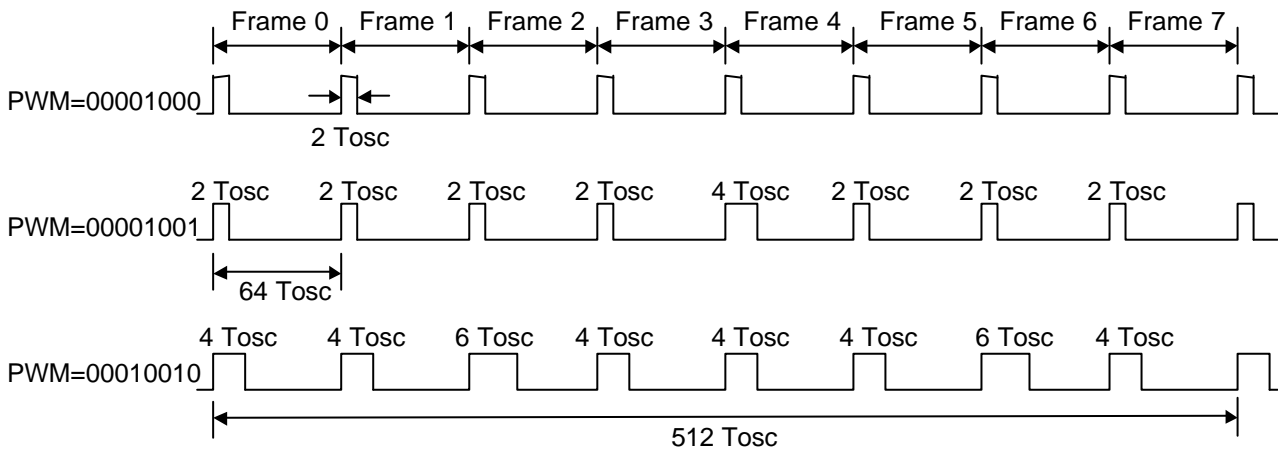 Frame 0 Frame 1 Frame 2 Frame 3 Frame 4 Frame 5 Frame 6 Frame 7
PWM=00001000
2 Tosc
2 Tosc 2 Tosc 2 Tosc 2 Tosc 4 Tosc 2 Tosc 2 Tosc 2 Tosc
PWM=00001001
64 Tosc
4 Tosc 4 Tosc 6 Tosc 4 Tosc 4 Tosc 4 Tosc 6 Tosc 4 Tosc
PWM=00010010
512 Tosc